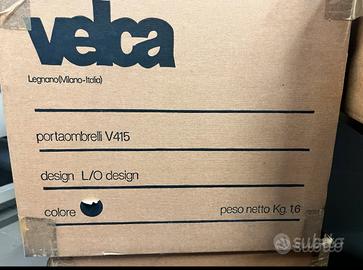 velca
Legnano(Milano-Italia)
portaombrelli V415
design L/O design
colore peso netto Kg. 1,6
subito